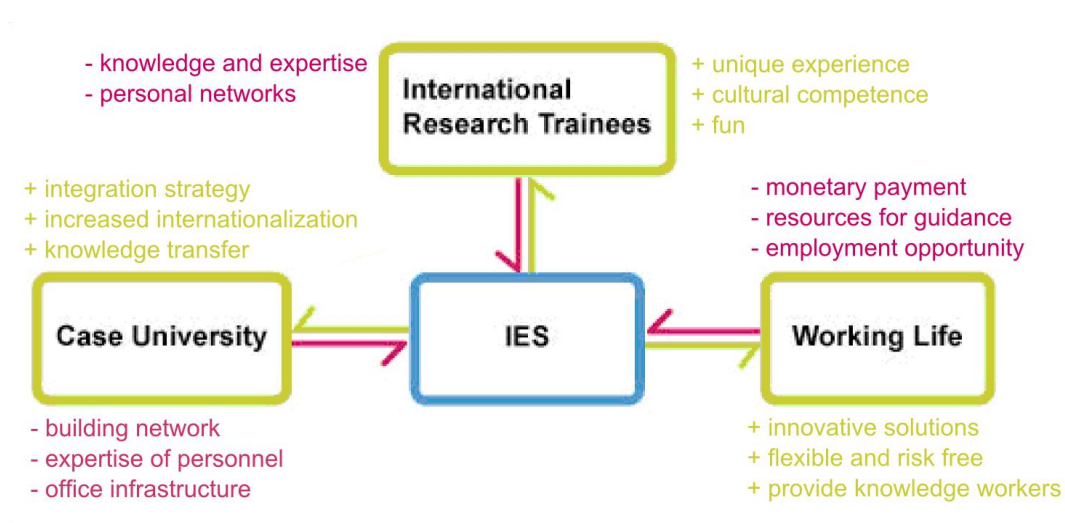 - knowledge and expertise
- personal networks
International
Research Trainees
+ unique experience
+ cultural competence
+ fun
+ integration strategy
+ increased internationalization
+ knowledge transfer
- monetary payment
- resources for guidance
- employment opportunity
Case University
IES
Working Life
- building network
- expertise of personnel
- office infrastructure
+ innovative solutions
+ flexible and risk free
+ provide knowledge workers